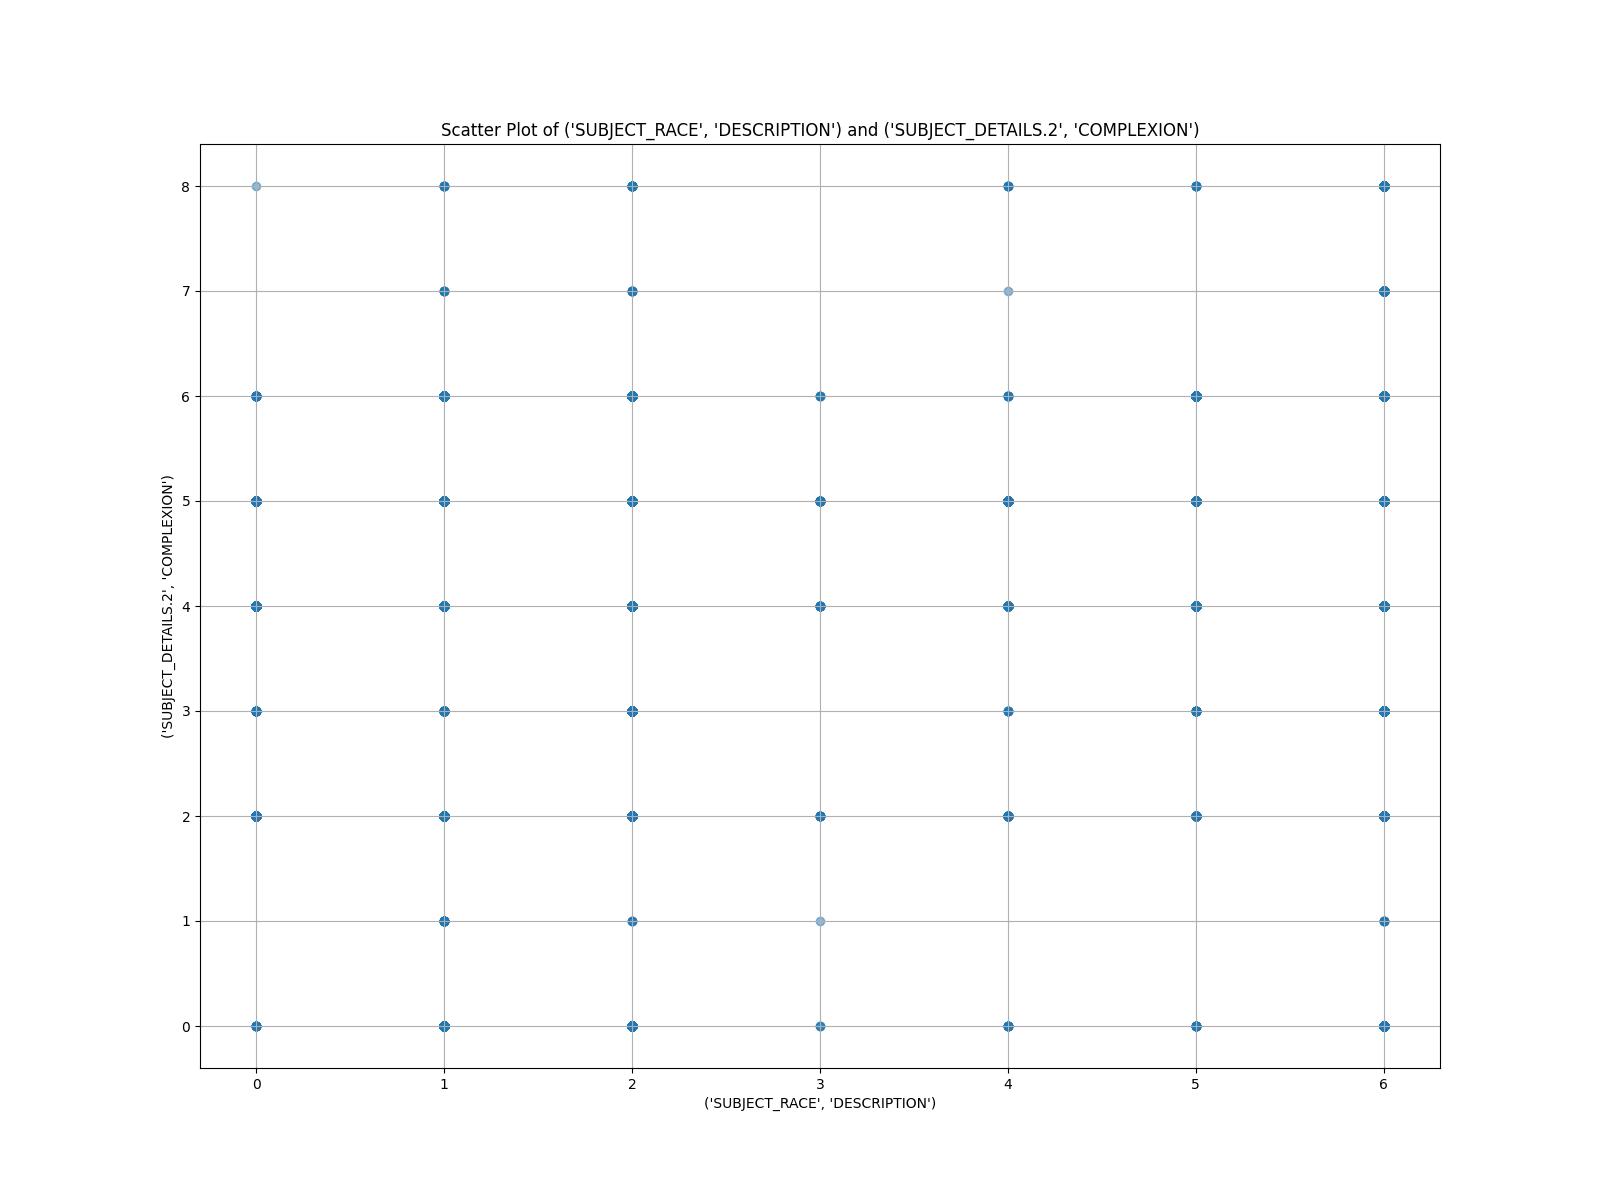 Scatter Plot of ('SUBJECT_RACE', 'DESCRIPTION') and ('SUBJECT_DETAILS.2', 'COMPLEXION')
8
7
6
5
4
3
2
1
0
('SUBJECT_DETAILS.2', 'COMPLEXION')
0 1 2 3 4 5 6
('SUBJECT_RACE', 'DESCRIPTION')